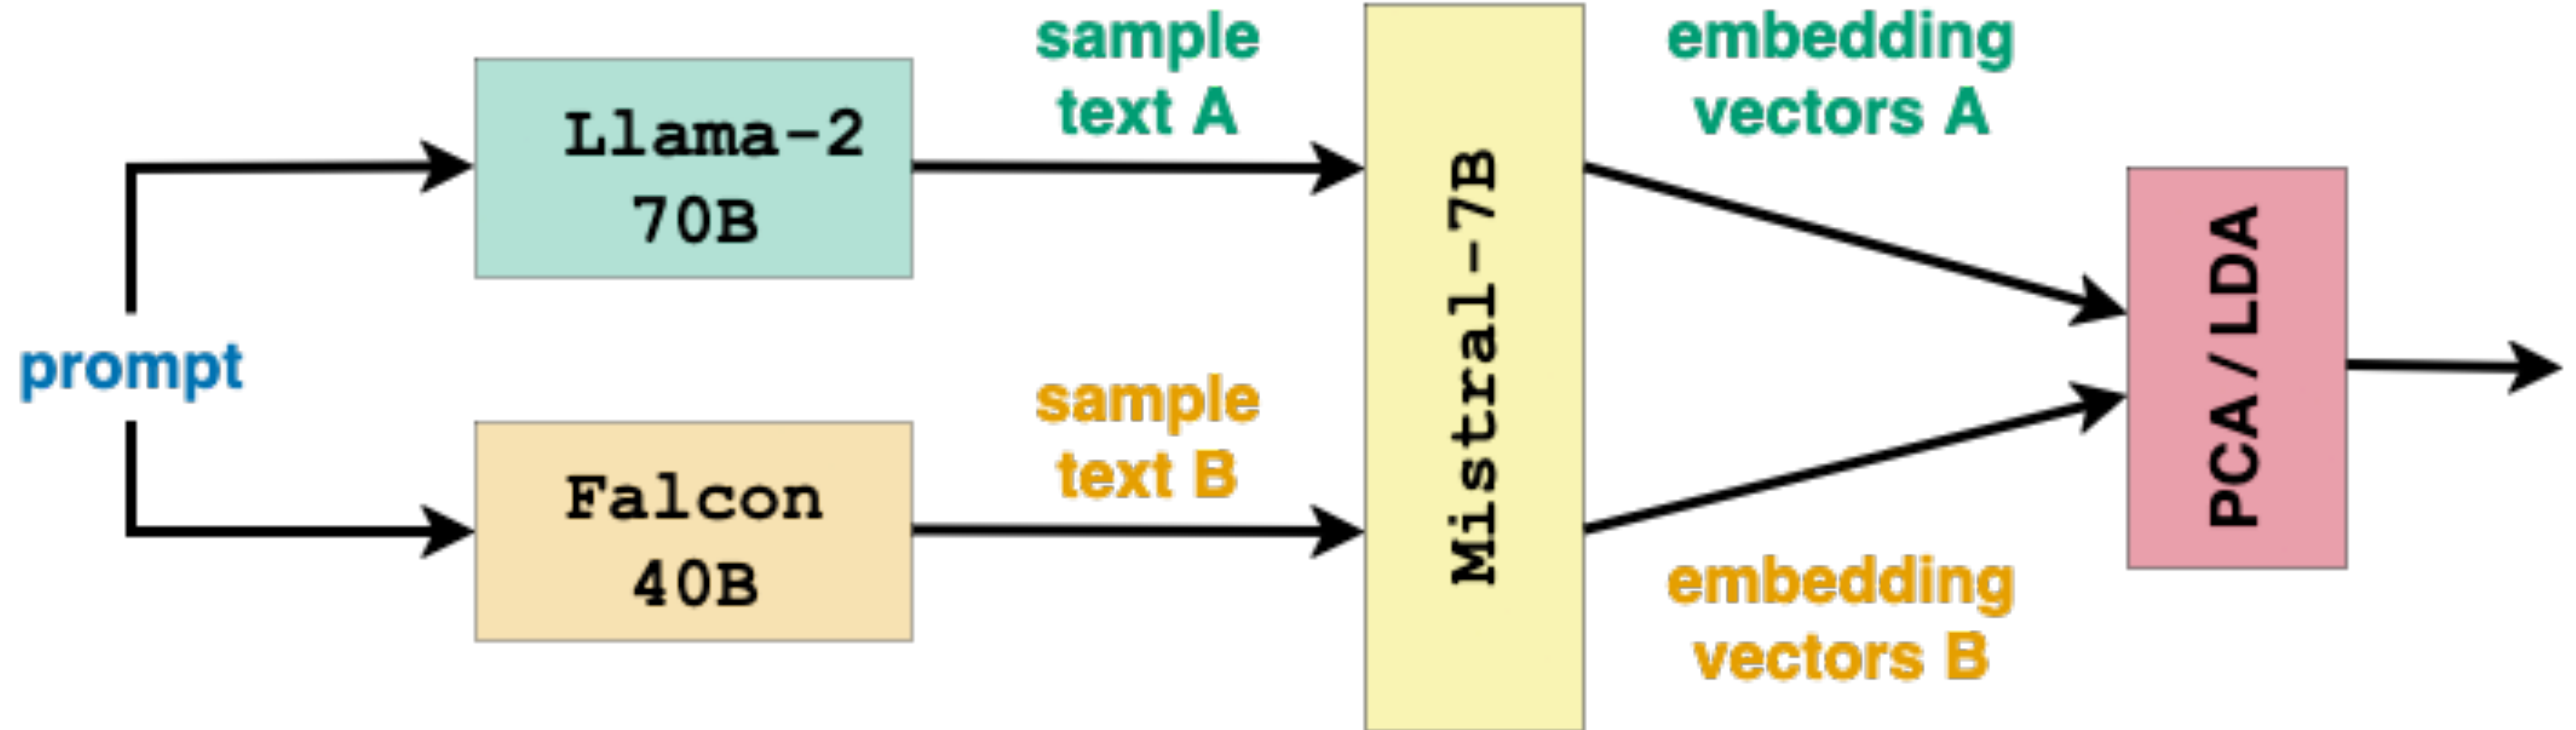 prompt
Llama-2
70B
Falcon
40B
sample
text A
sample
text B
Mistral-7B
embedding
vectors A
embedding
vectors B
PCA / LDA